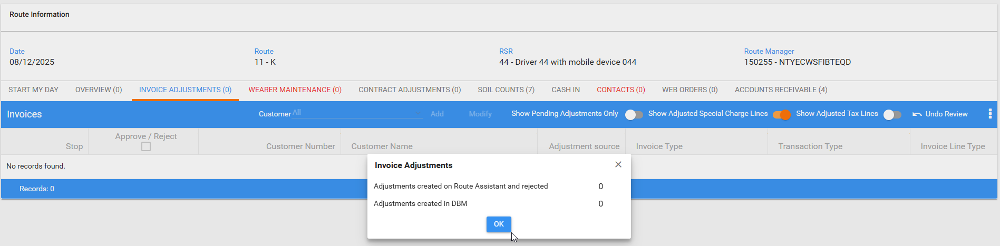 Route Information
Date Route RSR Route Manager
08/12/2025 11 - K 44 - Driver 44 with mobile device 044 150255 - NTYECWSFIBTEQD
START MY DAY OVERVIEW (0) INVOICE ADJUSTMENTS (0) WEARER MAINTENANCE (0) CONTRACT ADJUSTMENTS (0) SOIL COUNTS (7) CASH IN CONTACTS (0) WEB ORDERS (0) ACCOUNTS RECEIVABLE (4)
Invoices Customer All Add Modify Show Pending Adjustments Only Show Adjusted Special Charge Lines Show Adjusted Tax Lines Undo Review
Stop Approve / Reject Customer Number Customer Name Adjustment source Invoice Type Transaction Type Invoice Line Type
No records found.
Records: 0
Invoice Adjustments
Adjustments created on Route Assistant and rejected 0
Adjustments created in DBM 0
OK